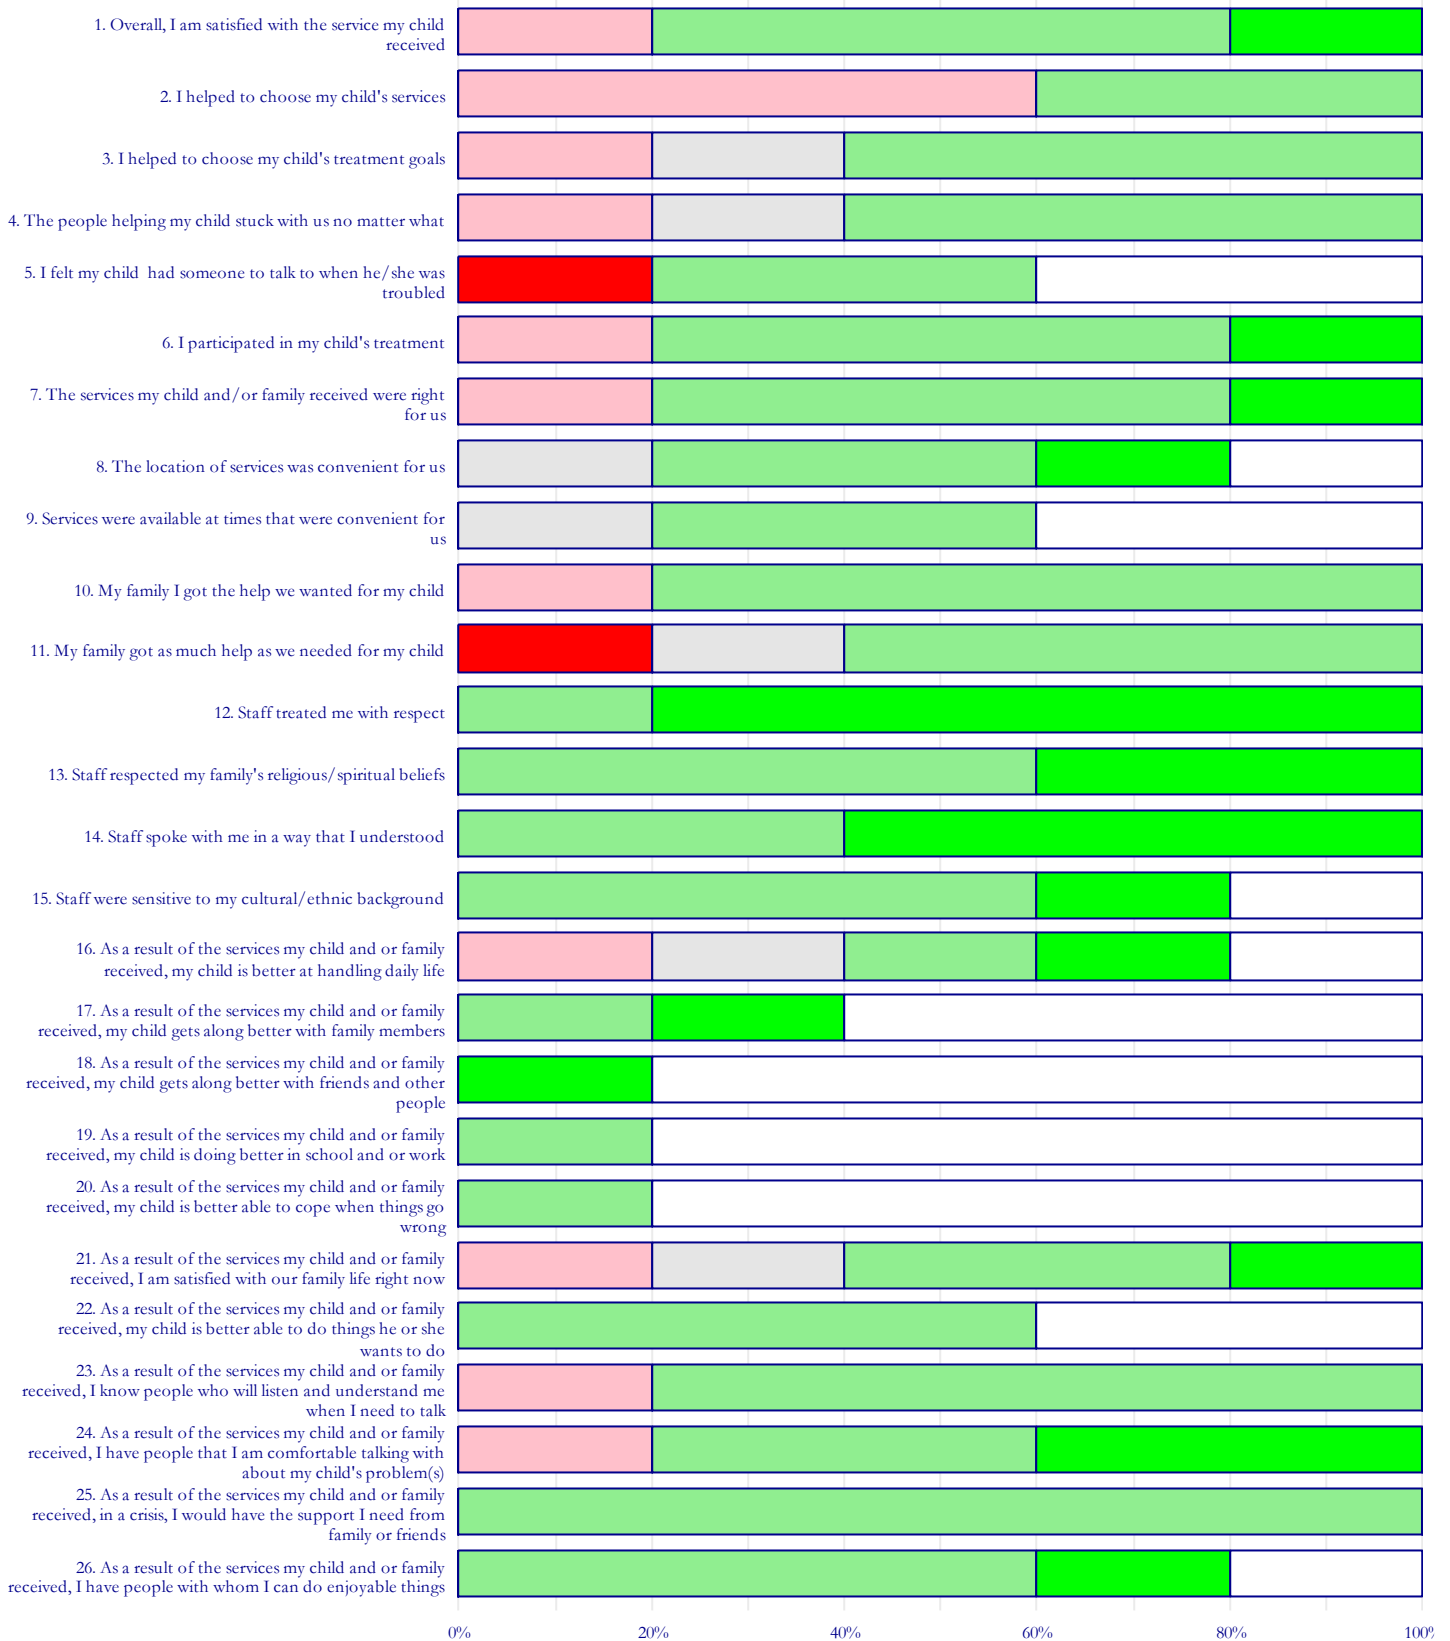 1. Overall, I am satisfied with the service my child
received
2. I helped to choose my child's services
3. I helped to choose my child's treatment goals
4. The people helping my child stuck with us no matter what
5. I felt my child  had someone to talk to when he/she was
troubled
6. I participated in my child's treatment
7. The services my child and/or family received were right
for us
8. The location of services was convenient for us
9. Services were available at times that were convenient for
us
10. My family I got the help we wanted for my child
11. My family got as much help as we needed for my child
12. Staff treated me with respect
13. Staff respected my family's religious/spiritual beliefs
14. Staff spoke with me in a way that I understood
15. Staff were sensitive to my cultural/ethnic background
16. As a result of the services my child and or family
received, my child is better at handling daily life
17. As a result of the services my child and or family
received, my child gets along better with family members
18. As a result of the services my child and or family
received, my child gets along better with friends and other
people
19. As a result of the services my child and or family
received, my child is doing better in school and or work
20. As a result of the services my child and or family
received, my child is better able to cope when things go
wrong
21. As a result of the services my child and or family
received, I am satisfied with our family life right now
22. As a result of the services my child and or family
received, my child is better able to do things he or she
wants to do
23. As a result of the services my child and or family
received, I know people who will listen and understand me
when I need to talk
24. As a result of the services my child and or family
received, I have people that I am comfortable talking with
about my child's problem(s)
25. As a result of the services my child and or family
received, in a crisis, I would have the support I need from
family or friends
26. As a result of the services my child and or family
received, I have people with whom I can do enjoyable things
0% 20% 40% 60% 80% 100%